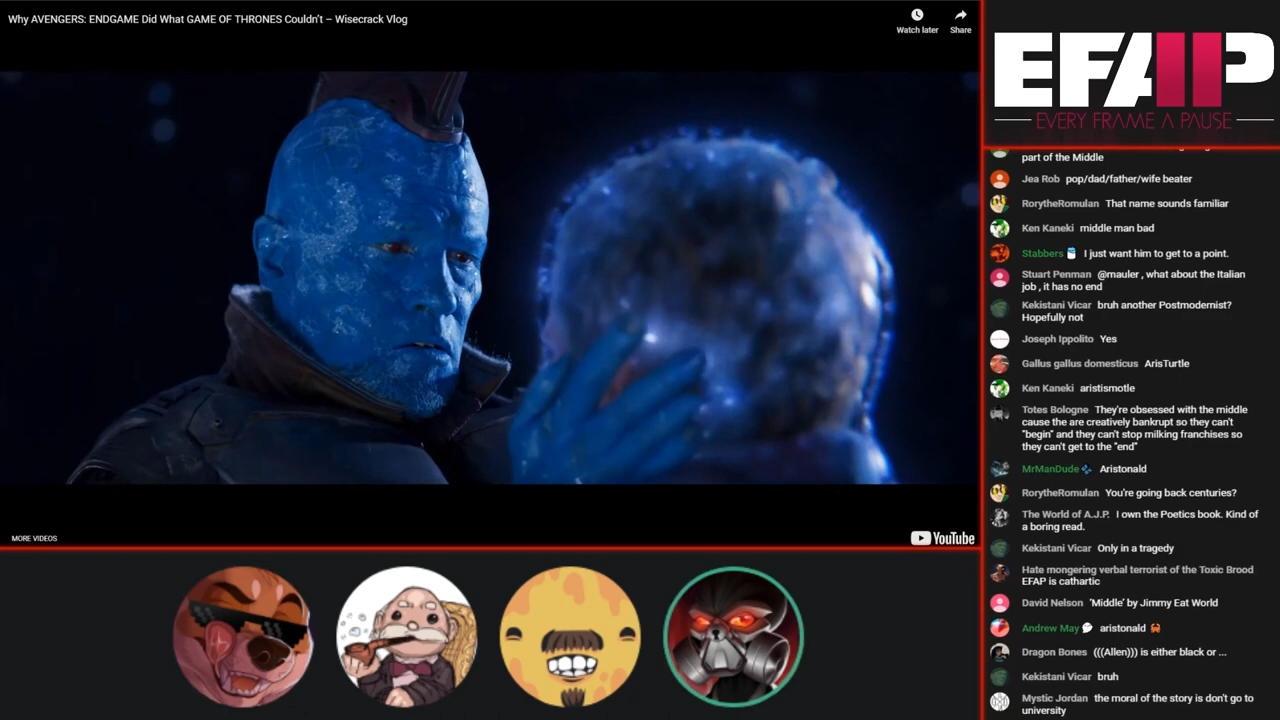 Why AVENGERS: ENDGAME Did What GAME OF THRONES Couldn't – Wisecrack Vlog
Watch later
Share
MORE VIDEOS
YouTube
EFAP
EVERY FRAME A PAUSE
part of the Middle
Jea Rob pop/dad/father/wife beater
RorytheRomulan That name sounds familiar
Ken Kaneki middle man bad
Stabbers I just want him to get to a point.
Stuart Penman @mauler , what about the Italian
job , it has no end
Kekistani Vicar bruh another Postmodernist?
Hopefully not
Joseph Ippolito Yes
Gallus gallus domesticus ArisTurtle
Ken Kaneki aristismotle
Totes Bologne They're obsessed with the middle
cause the are creatively bankrupt so they can't
"begin" and they can't stop milking franchises so
they can't get to the "end"
MrManDude Aristonald
RorytheRomulan You're going back centuries?
The World of A.J.P. I own the Poetics book. Kind of
a boring read.
Kekistani Vicar Only in a tragedy
Hate mongering verbal terrorist of the Toxic Brood
EFAP is cathartic
David Nelson 'Middle' by Jimmy Eat World
Andrew May aristonald
Dragon Bones (((Allen))) is either black or ...
Kekistani Vicar bruh
Mystic Jordan the moral of the story is don't go to
university